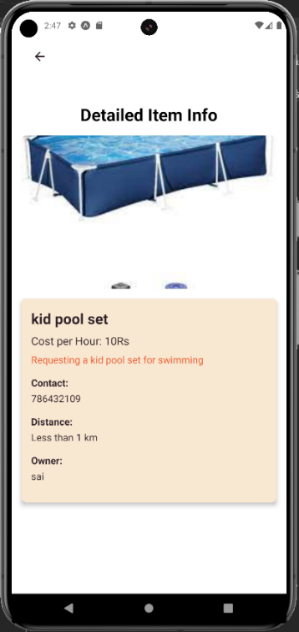 2:47
Detailed Item Info
kid pool set
Cost per Hour: 10Rs
Requesting a kid pool set for swimming
Contact:
786432109
Distance:
Less than 1 km
Owner:
sai